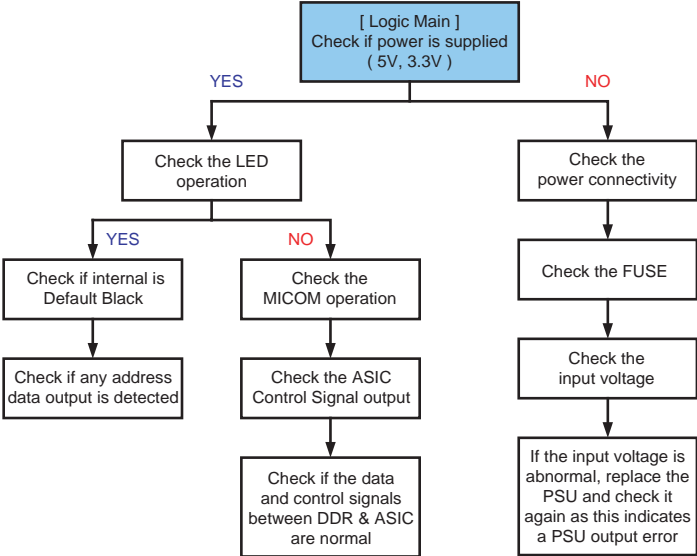 [ Logic Main ]
Check if power is supplied
( 5V, 3.3V )
YES
NO
Check the LED
operation
Check the
power connectivity
YES
NO
Check if internal is
Default Black
Check the
MICOM operation
Check the FUSE
Check if any address
data output is detected
Check the ASIC
Control Signal output
Check the
input voltage
Check if the data
and control signals
between DDR & ASIC
are normal
If the input voltage is
abnormal, replace the
PSU and check it
again as this indicates
a PSU output error